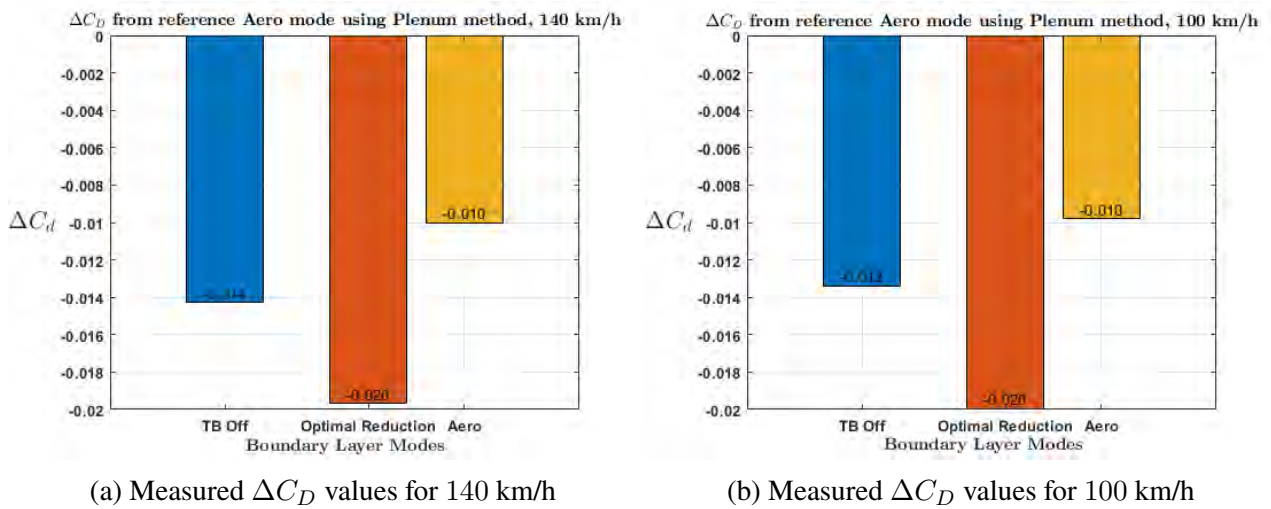 ΔC_D from reference Aero mode using Plenum method, 140 km/h
0
-0.002
-0.004
-0.006
-0.008
-0.01
-0.012
-0.014
-0.016
-0.018
-0.02
ΔC_d
-0.014
-0.020
-0.010
TB Off
Optimal Reduction
Aero
Boundary Layer Modes
(a) Measured ΔC_D values for 140 km/h
ΔC_D from reference Aero mode using Plenum method, 100 km/h
0
-0.002
-0.004
-0.006
-0.008
-0.01
-0.012
-0.014
-0.016
-0.018
-0.02
ΔC_d
-0.020
-0.010
TB Off
Optimal Reduction
Aero
Boundary Layer Modes
(b) Measured ΔC_D values for 100 km/h